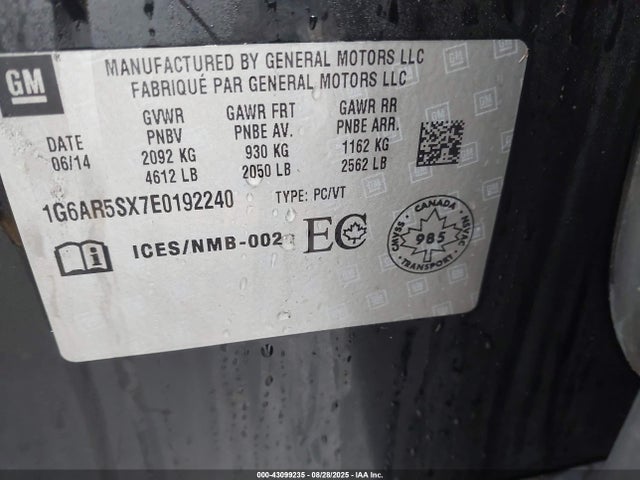 GM
MANUFACTURED BY GENERAL MOTORS LLC
FABRIQUÉ PAR GENERAL MOTORS LLC
DATE
06/14
GVWR
PNBV
2092 KG
4612 LB
GAWR FRT
PNBE AV.
930 KG
2050 LB
GAWR RR
PNBE ARR.
1162 KG
2562 LB
1G6AR5SX7E0192240 TYPE: PC/VT
ICES/NMB-002
EC
CANADA
CMVSS
NVSAC
985
TRANSPORT
000-43099235 - 08/28/2025 - IAA Inc.